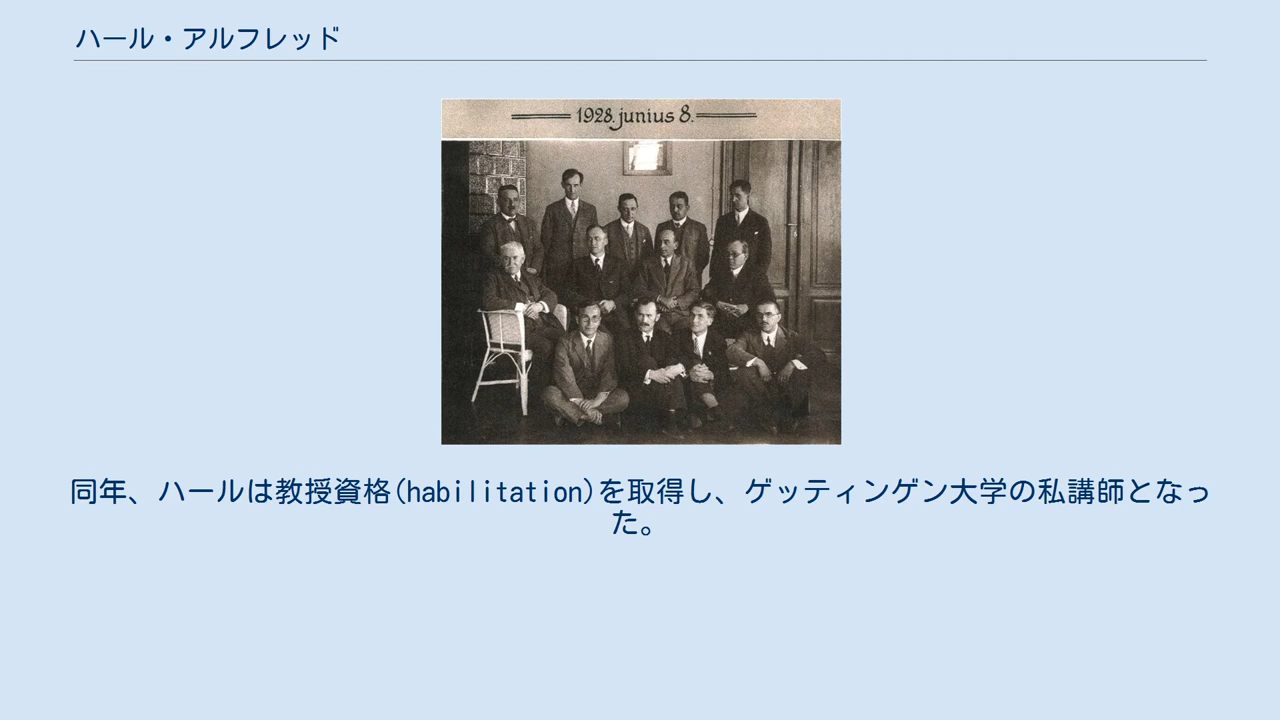 ハール・アルフレッド
1928. junius 8.
同年、ハールは教授資格(habilitation)を取得し、ゲッティンゲン大学の私講師となっ
た。